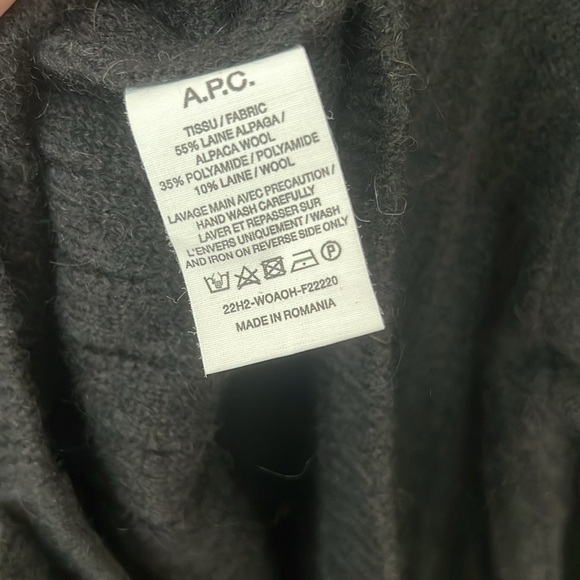 A.P.C.
TISSU / FABRIC
55% LAINE ALPAGA /
ALPACA WOOL
35% POLYAMIDE / POLYAMIDE
10% LAINE / WOOL
LAVAGE MAIN AVEC PRECAUTION /
HAND WASH CAREFULLY
LAVER ET REPASSER SUR
L'ENVERS UNIQUEMENT / WASH
AND IRON ON REVERSE SIDE ONLY
P
22H2-WOAOH-F22220
MADE IN ROMANIA